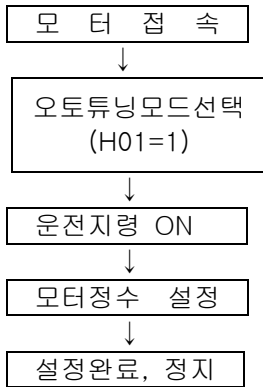 모 터 접 속
↓
오토튜닝모드선택
(H01=1)
↓
운전지령 ON
↓
모터정수 설정
↓
설정완료, 정지